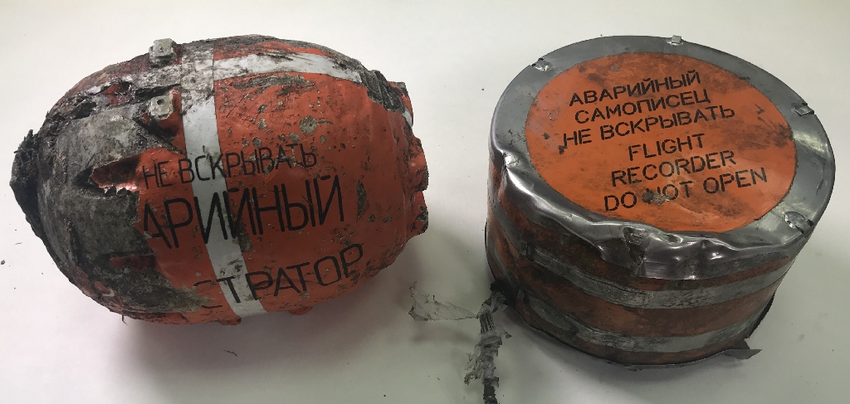 НЕ ВСКРЫВАТЬ
АРИЙНЫЙ
СТРАТОР
АВАРИЙНЫЙ
САМОПИСЕЦ
НЕ ВСКРЫВАТЬ
FLIGHT
RECORDER
DO NOT OPEN